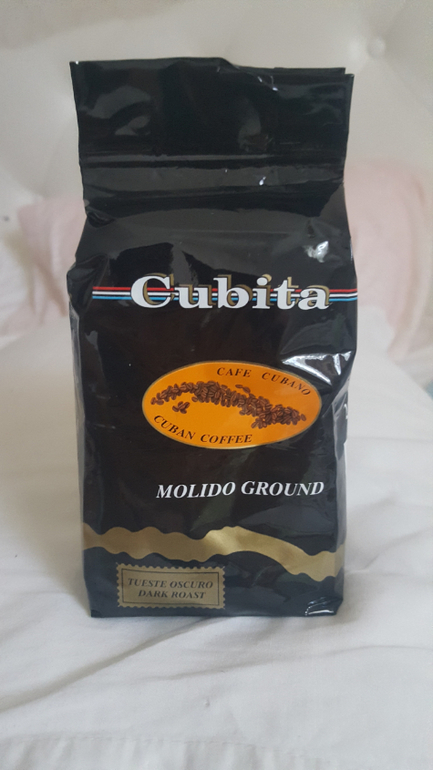 Cubita
CAFE CUBANO
CUBAN COFFEE
MOLIDO GROUND
TUESTE OSCURO
DARK ROAST